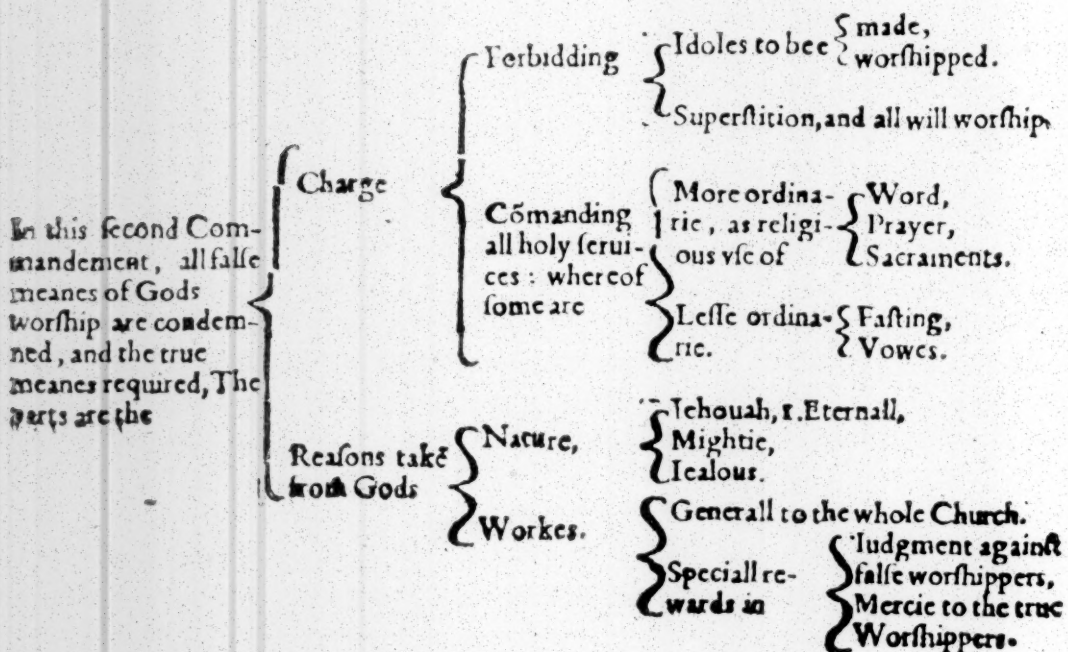 In this ſecond Com-
mandement, all falſe
meanes of Gods
worſhip are condem-
ned, and the true
meanes required, The
parts are the
Charge
Forbidding
Idoles to bee
made,
worſhipped.
Superſtition, and all will worſhip.
Cõmanding
all holy ſerui-
ces : whereof
ſome are
More ordina-
rie, as religi-
ous vſe of
Word,
Prayer,
Sacraments.
Leſſe ordina-
rie.
Faſting,
Vowes.
Reaſons takẽ
from Gods
Nature,
Iehouah, 1. Eternall,
Mightie,
Iealous.
Workes.
Generall to the whole Church.
Speciall re-
wards in
Iudgment againſt
falſe worſhippers,
Mercie to the true
Worſhippers.